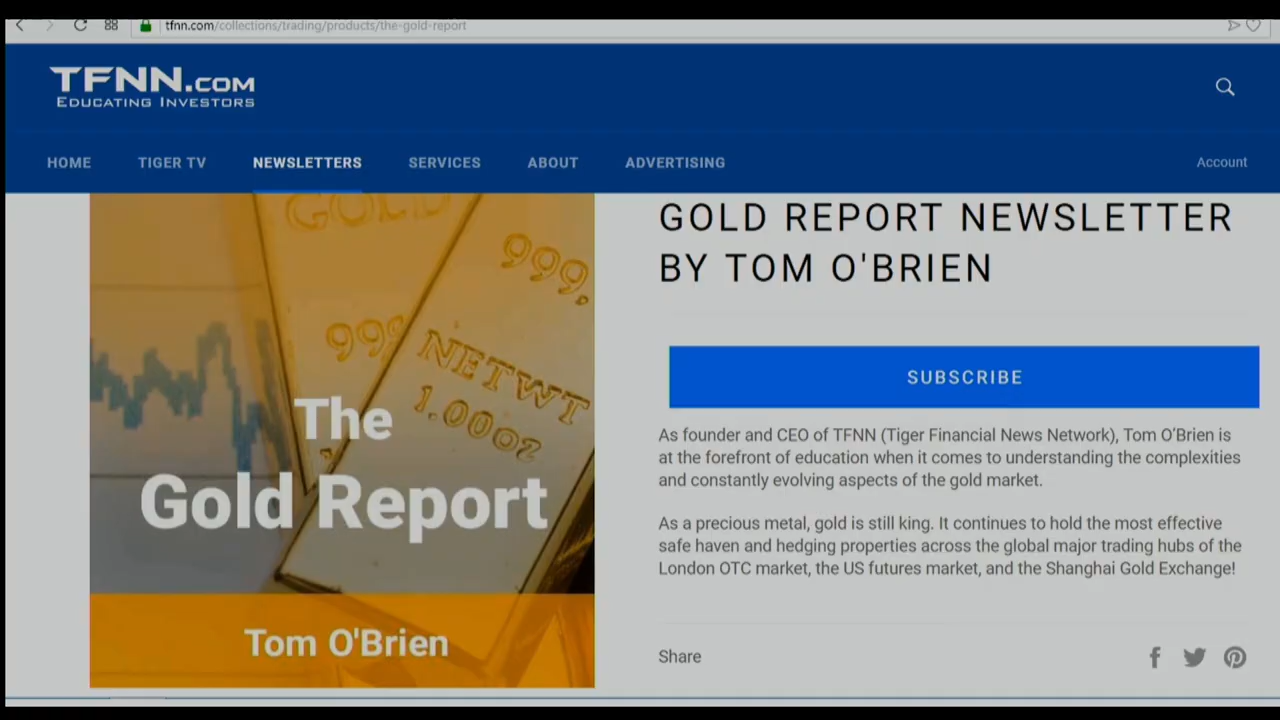 tfnn.com/collections/trading/products/the-gold-report
TFNN.COM
EDUCATING INVESTORS
HOME
TIGER TV
NEWSLETTERS
SERVICES
ABOUT
ADVERTISING
Account
GOLD
999.
999
NET WT
1.00oz
The
Gold Report
Tom O'Brien
GOLD REPORT NEWSLETTER
BY TOM O'BRIEN
SUBSCRIBE
As founder and CEO of TFNN (Tiger Financial News Network), Tom O’Brien is
at the forefront of education when it comes to understanding the complexities
and constantly evolving aspects of the gold market.
As a precious metal, gold is still king. It continues to hold the most effective
safe haven and hedging properties across the global major trading hubs of the
London OTC market, the US futures market, and the Shanghai Gold Exchange!
Share